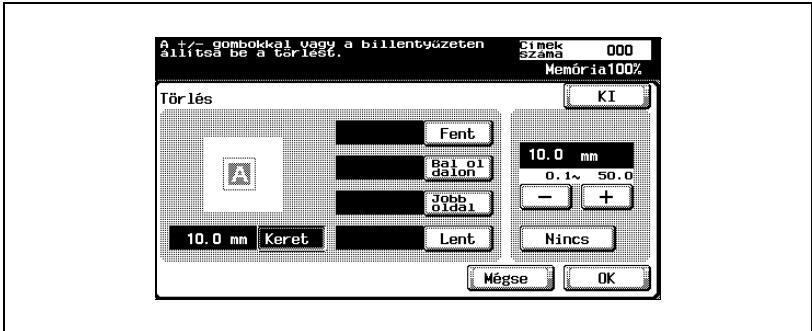 A +/- gombokkal vagy a billentyűzeten
állítsa be a törlést.
Címek
száma
000
Memória100%
Törlés
KI
Fent
Bal ol
dalon
Jobb
oldal
Lent
A
10.0 mm Keret
10.0 mm
0.1~ 50.0
− +
Nincs
Mégse
OK